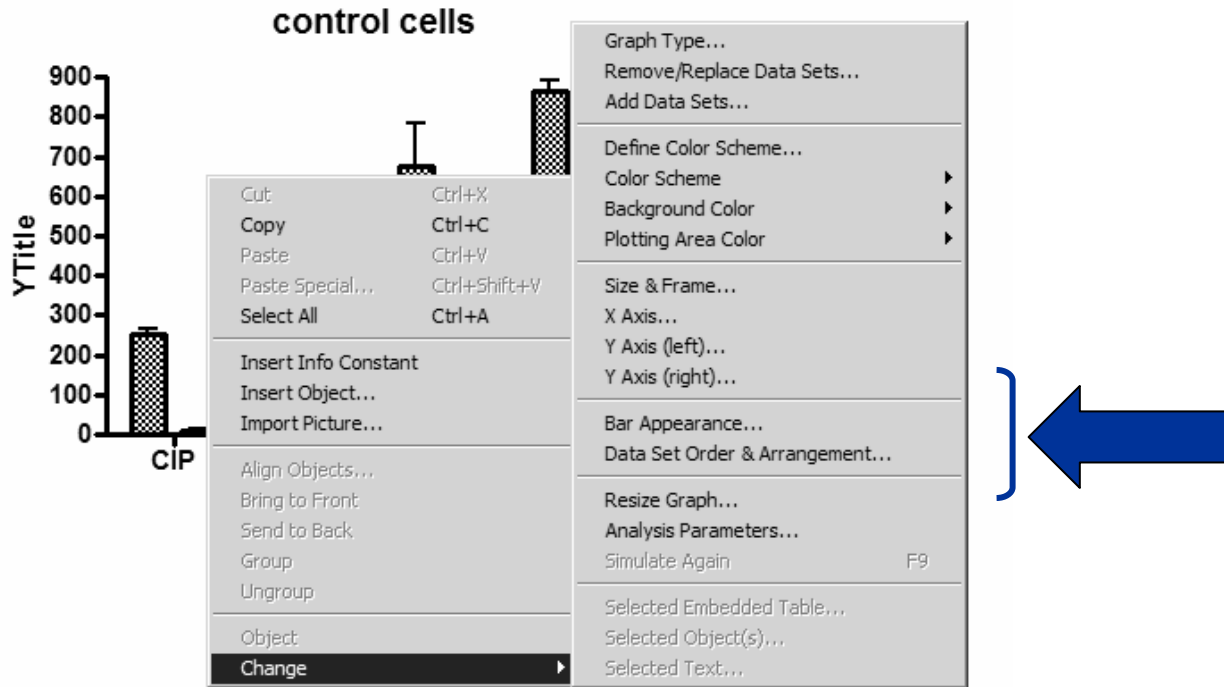 control cells
YTitle
900
800
700
600
500
400
300
200
100
0
CIP
Cut Ctrl+X
Copy Ctrl+C
Paste Ctrl+V
Paste Special... Ctrl+Shift+V
Select All Ctrl+A
Insert Info Constant
Insert Object...
Import Picture...
Align Objects...
Bring to Front
Send to Back
Group
Ungroup
Object
Change
Graph Type...
Remove/Replace Data Sets...
Add Data Sets...
Define Color Scheme...
Color Scheme
Background Color
Plotting Area Color
Size & Frame...
X Axis...
Y Axis (left)...
Y Axis (right)...
Bar Appearance...
Data Set Order & Arrangement...
Resize Graph...
Analysis Parameters...
Simulate Again F9
Selected Embedded Table...
Selected Object(s)...
Selected Text...